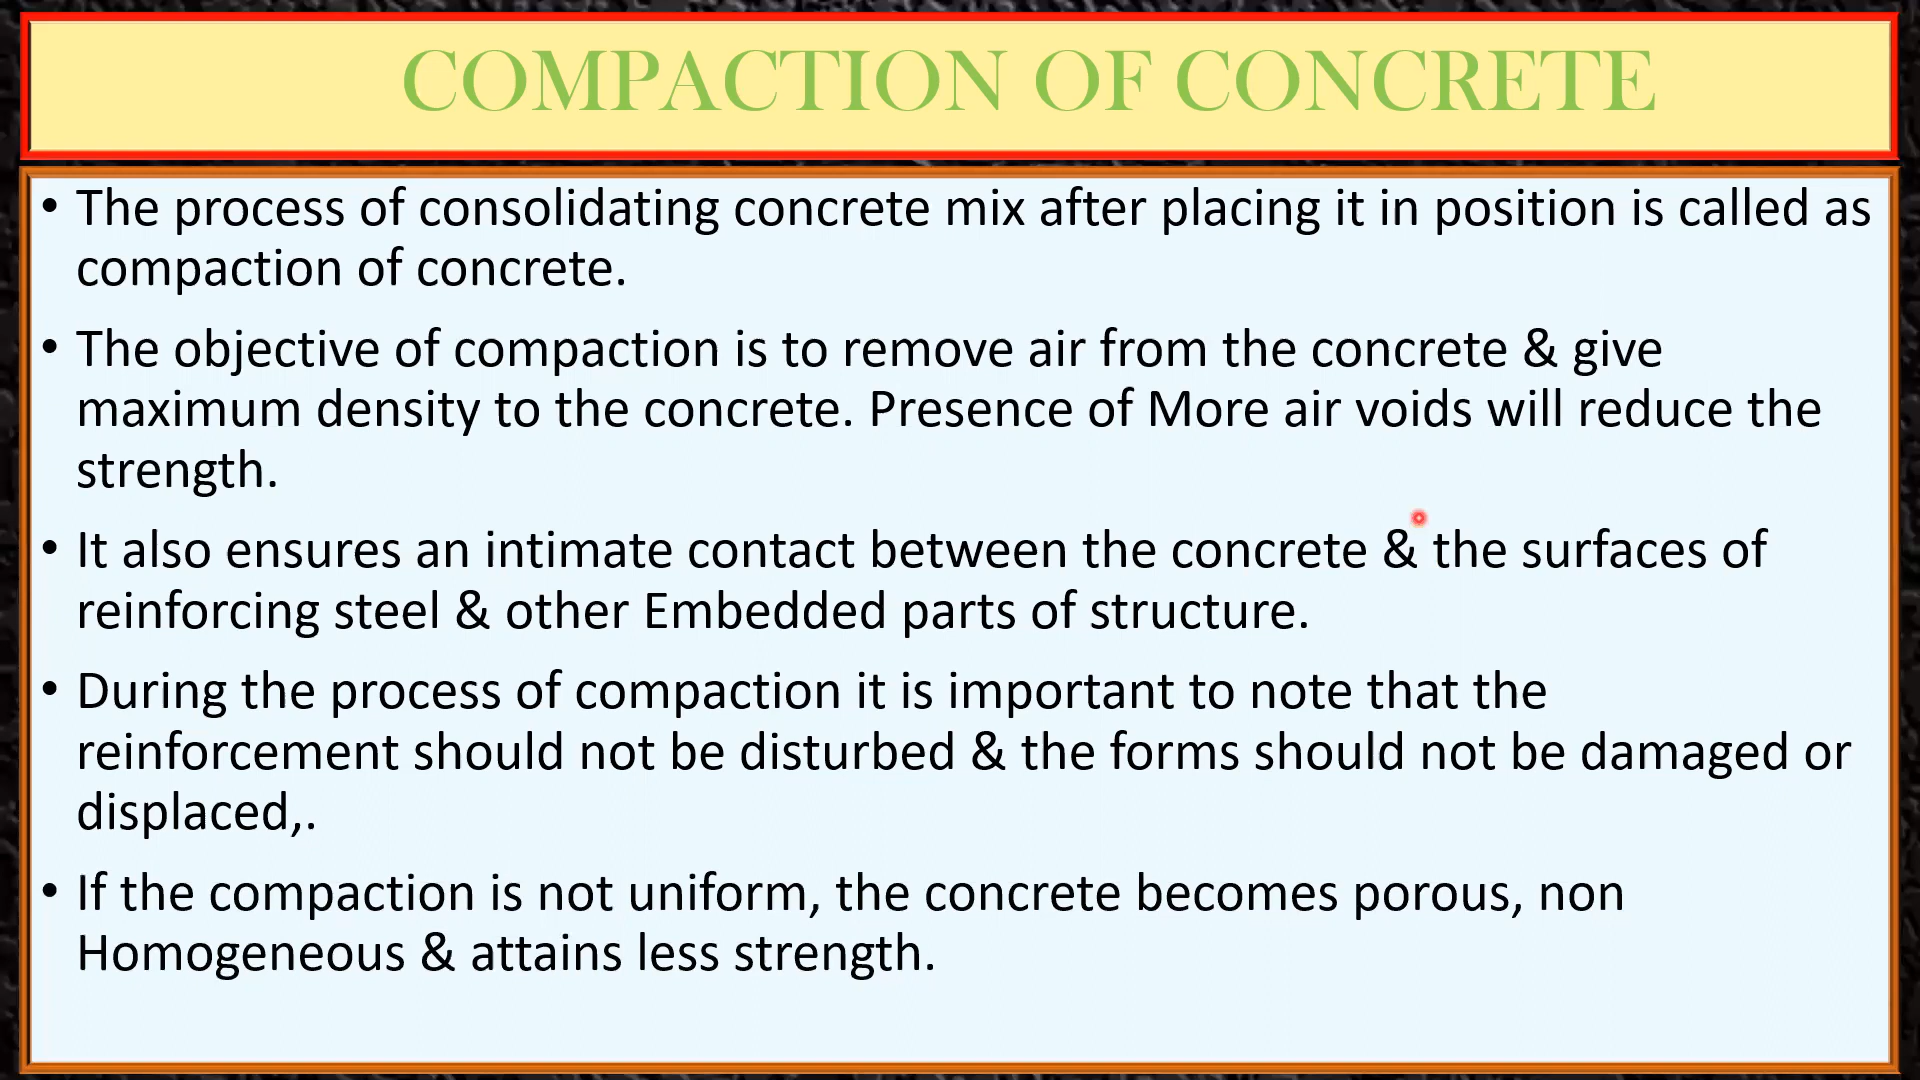 COMPACTION OF CONCRETE
• The process of consolidating concrete mix after placing it in position is called as
compaction of concrete.
• The objective of compaction is to remove air from the concrete & give
maximum density to the concrete. Presence of More air voids will reduce the
strength.
• It also ensures an intimate contact between the concrete & the surfaces of
reinforcing steel & other Embedded parts of structure.
• During the process of compaction it is important to note that the
reinforcement should not be disturbed & the forms should not be damaged or
displaced,.
• If the compaction is not uniform, the concrete becomes porous, non
Homogeneous & attains less strength.